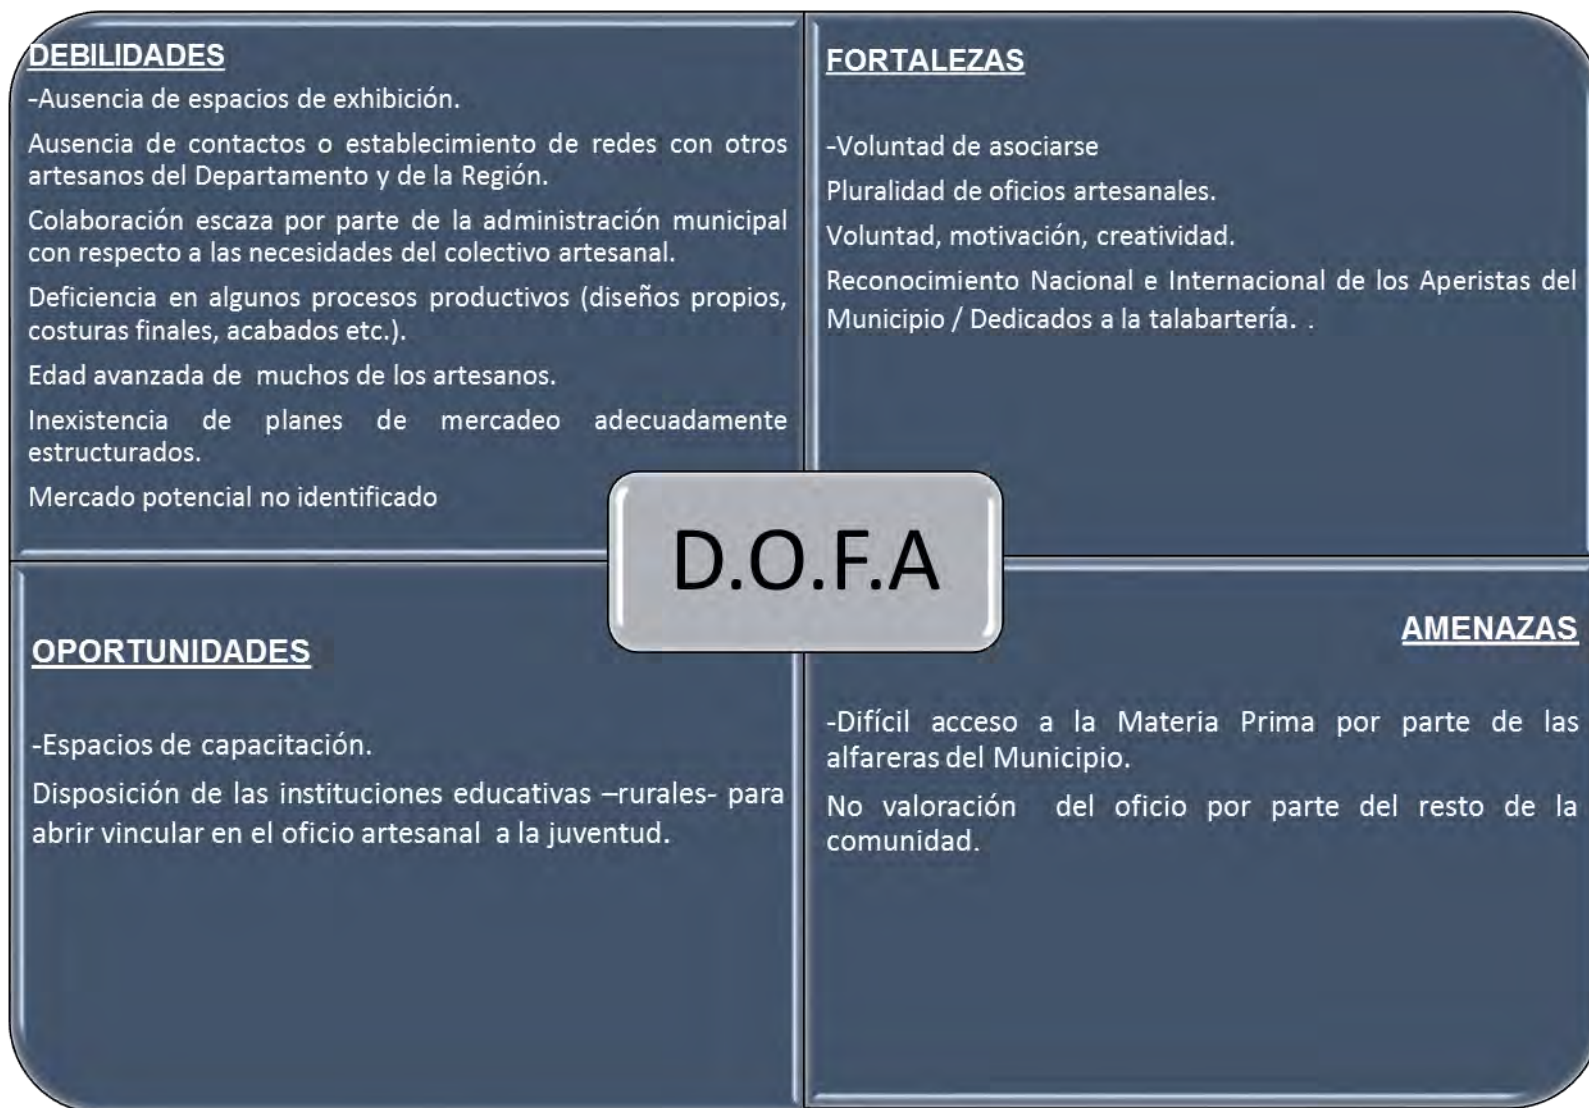 DEBILIDADES
-Ausencia de espacios de exhibición.
Ausencia de contactos o establecimiento de redes con otros
artesanos del Departamento y de la Región.
Colaboración escaza por parte de la administración municipal
con respecto a las necesidades del colectivo artesanal.
Deficiencia en algunos procesos productivos (diseños propios,
costuras finales, acabados etc.).
Edad avanzada de muchos de los artesanos.
Inexistencia de planes de mercadeo adecuadamente
estructurados.
Mercado potencial no identificado
FORTALEZAS
-Voluntad de asociarse
Pluralidad de oficios artesanales.
Voluntad, motivación, creatividad.
Reconocimiento Nacional e Internacional de los Aperistas del
Municipio / Dedicados a la talabartería. .
D.O.F.A
OPORTUNIDADES
-Espacios de capacitación.
Disposición de las instituciones educativas –rurales- para
abrir vincular en el oficio artesanal a la juventud.
AMENAZAS
-Difícil acceso a la Materia Prima por parte de las
alfareras del Municipio.
No valoración del oficio por parte del resto de la
comunidad.